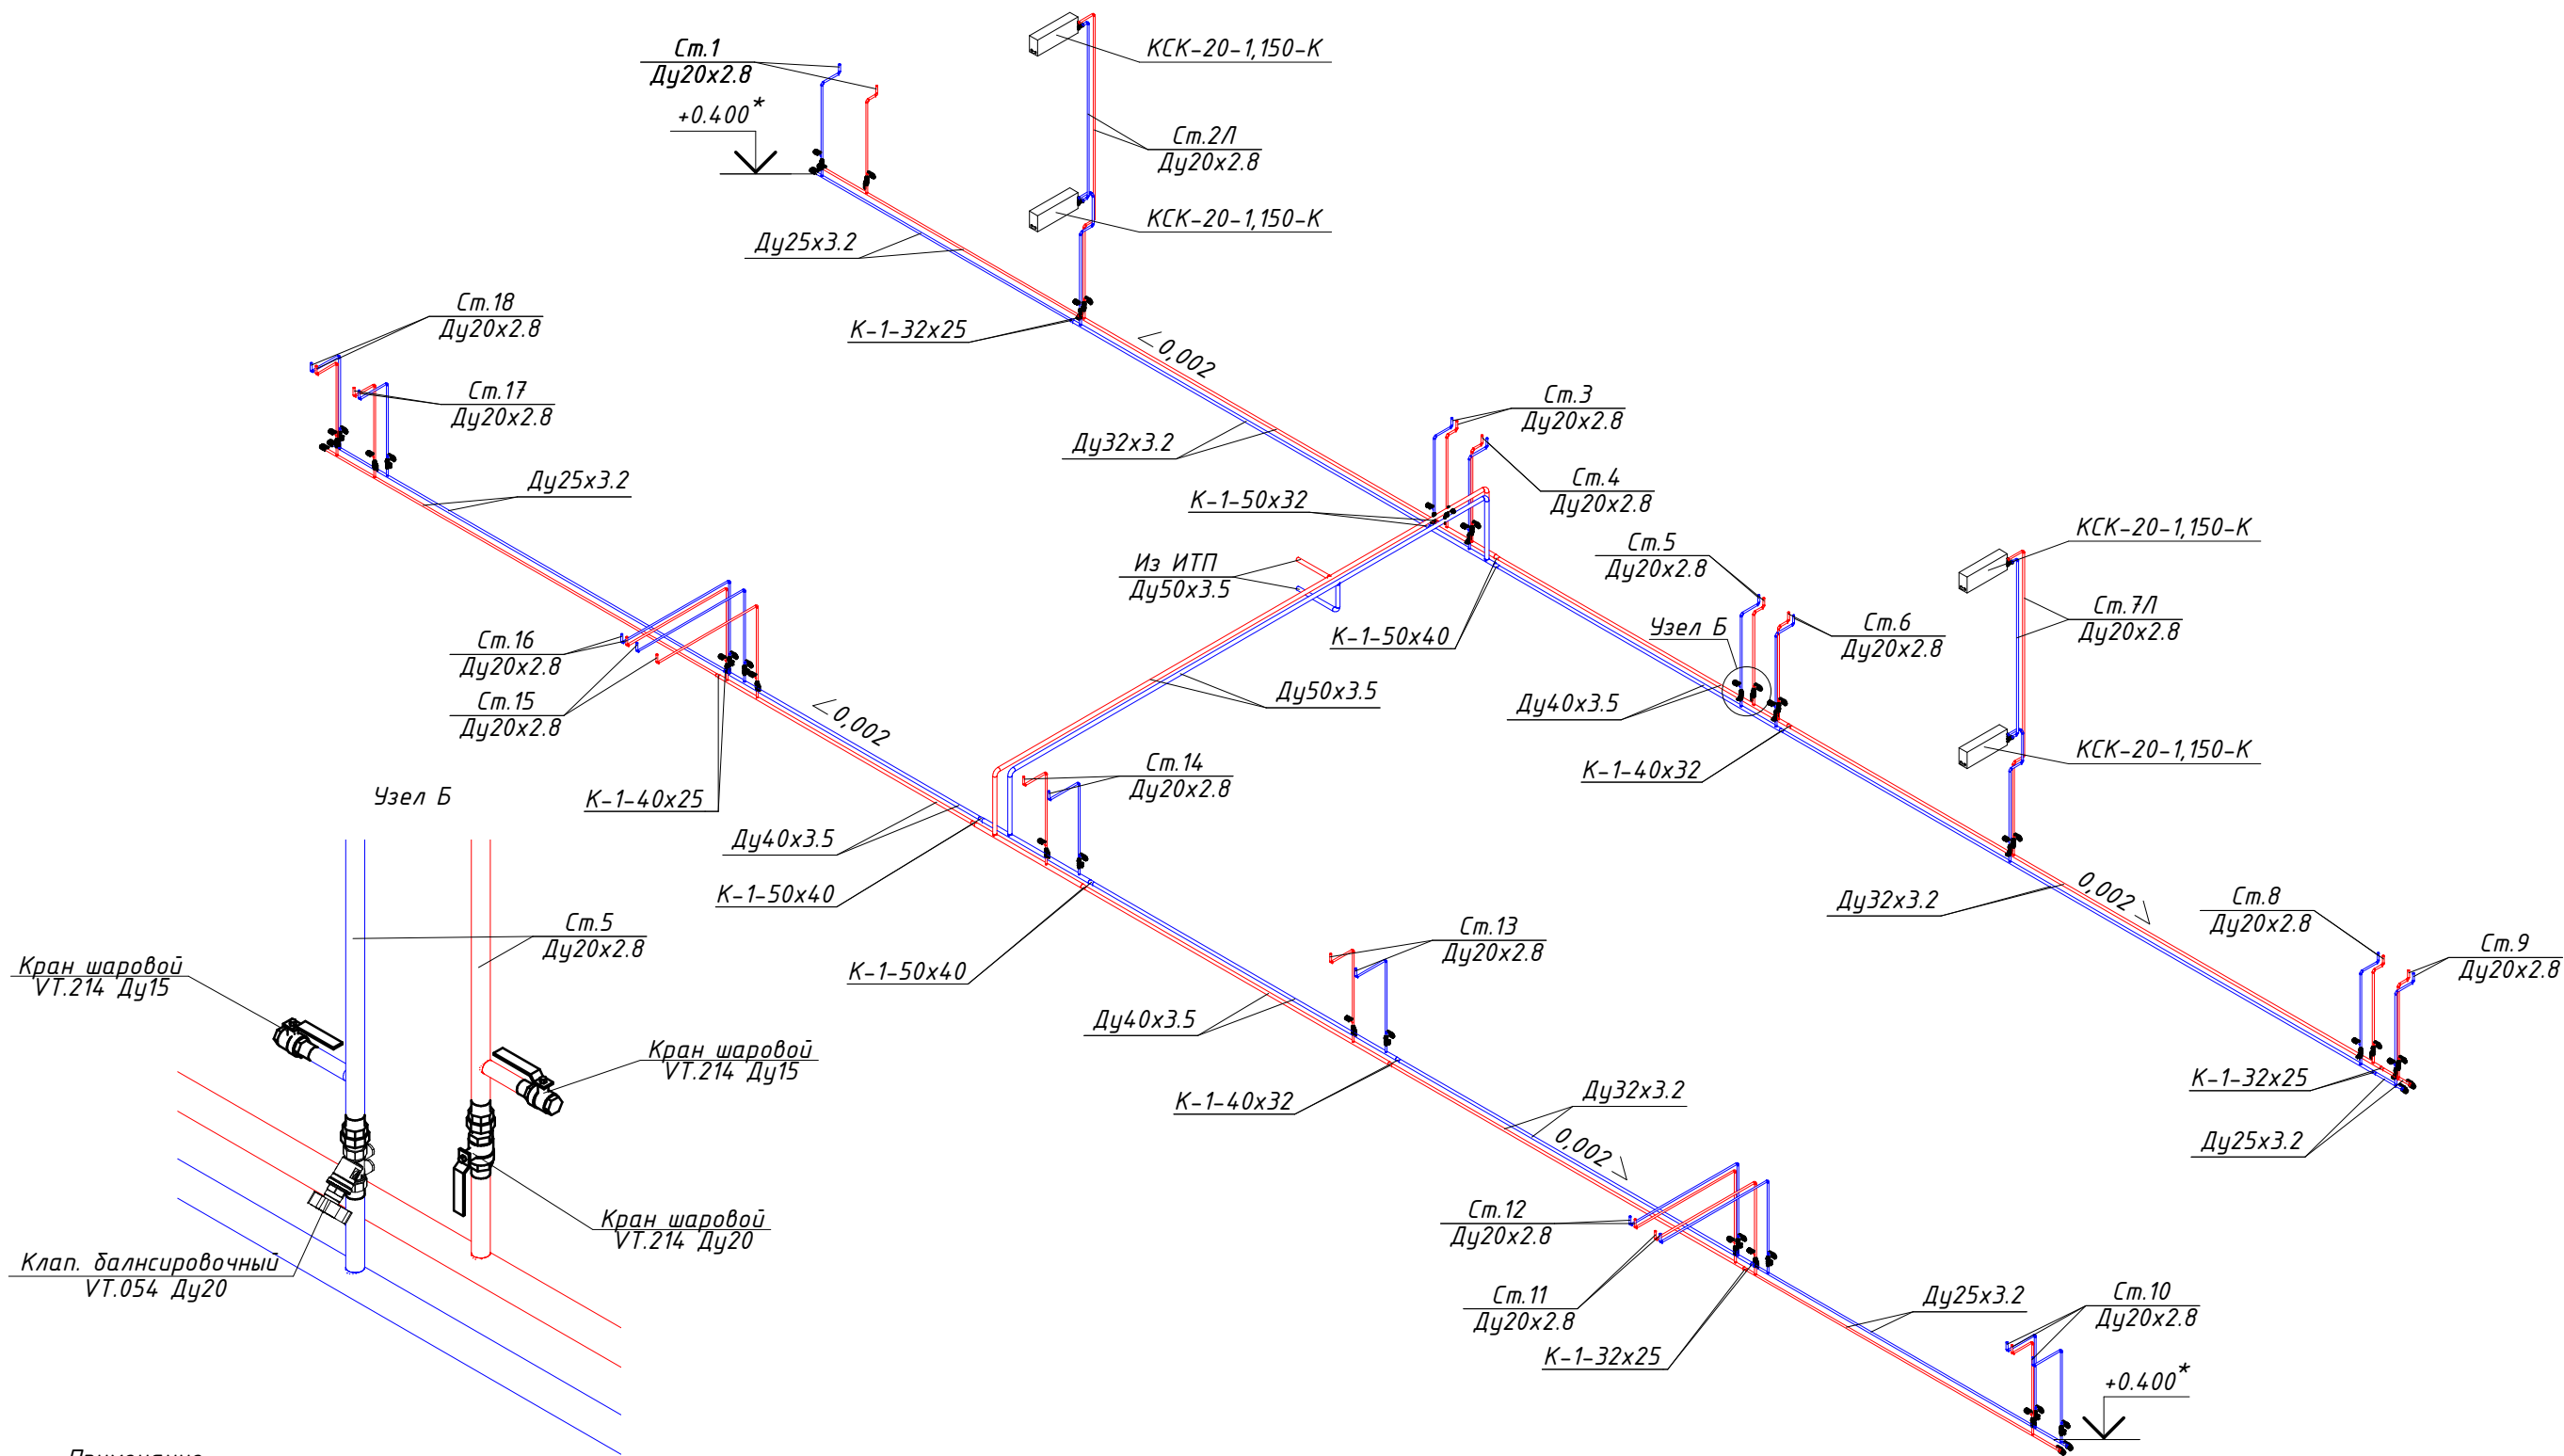 Ст.1
Ду20х2.8
+0.400*
КСК-20-1,150-К
Ст.2Л
Ду20х2.8
КСК-20-1,150-К
Ду25х3.2
К-1-32х25
0,002
Ст.18
Ду20х2.8
Ст.17
Ду20х2.8
Ду25х3.2
Ду32х3.2
Ст.3
Ду20х2.8
Ст.4
Ду20х2.8
К-1-50х32
Из ИТП
Ду50х3.5
К-1-50х40
Ст.5
Ду20х2.8
Узел Б
Ст.6
Ду20х2.8
КСК-20-1,150-К
Ст.7Л
Ду20х2.8
КСК-20-1,150-К
Ст.16
Ду20х2.8
Ст.15
Ду20х2.8
0,002
Ду50х3.5
Ду40х3.5
К-1-40х32
К-1-40х25
Ст.14
Ду20х2.8
Ду40х3.5
К-1-50х40
К-1-50х40
Ду32х3.2
0,002
Ст.8
Ду20х2.8
Ст.9
Ду20х2.8
К-1-32х25
Ду25х3.2
Ст.13
Ду20х2.8
Ду40х3.5
К-1-40х32
Ду32х3.2
0,002
Ст.12
Ду20х2.8
Ст.11
Ду20х2.8
К-1-32х25
Ду25х3.2
Ст.10
Ду20х2.8
+0.400*
Узел Б
Ст.5
Ду20х2.8
Кран шаровой
VT.214 Ду15
Кран шаровой
VT.214 Ду15
Кран шаровой
VT.214 Ду20
Клап. балнсировочный
VT.054 Ду20